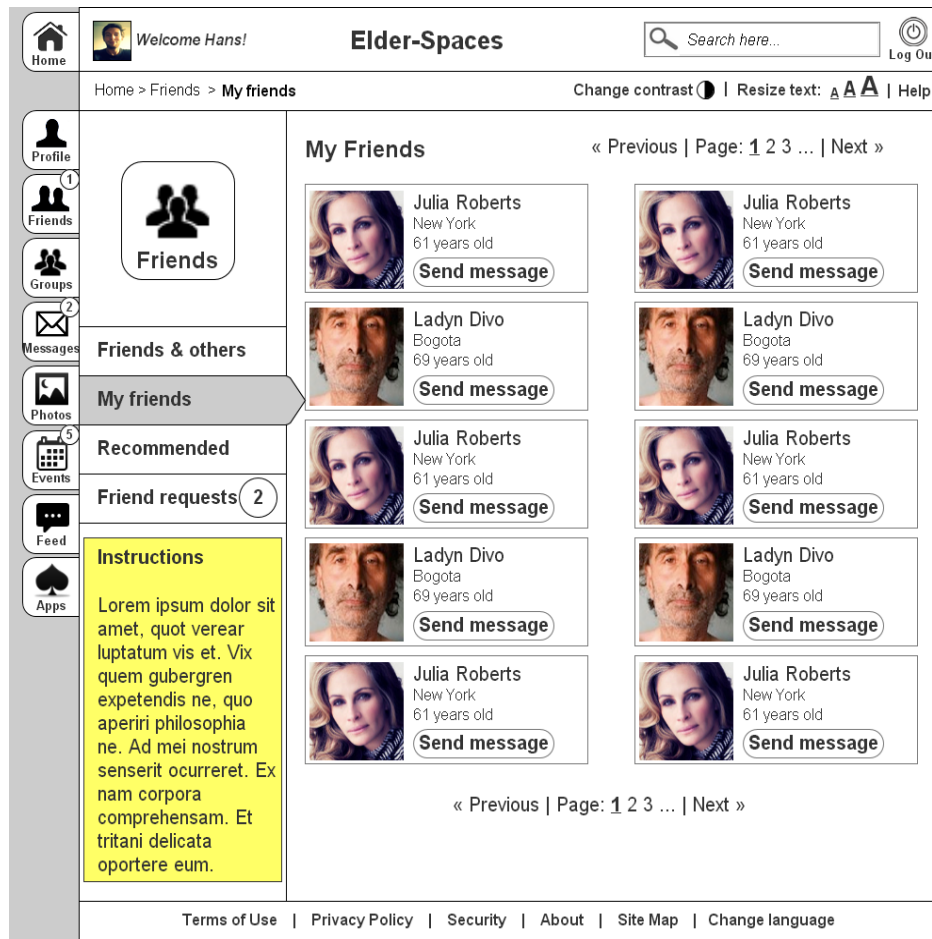 Home
Welcome Hans!
Elder-Spaces
Search here...
Log Ou
Home > Friends > My friends
Change contrast | Resize text: A A A | Help
Profile
1
Friends
Groups
2
Messages
Photos
5
Events
Feed
Apps
Friends
Friends & others
My friends
Recommended
Friend requests 2
Instructions
Lorem ipsum dolor sit
amet, quot verear
luptatum vis et. Vix
quem gubergren
expetendis ne, quo
aperiri philosophia
ne. Ad mei nostrum
senserit ocurreret. Ex
nam corpora
comprehensam. Et
tritani delicata
oportere eum.
My Friends
« Previous | Page: 1 2 3 ... | Next »
Julia Roberts
New York
61 years old
Send message
Julia Roberts
New York
61 years old
Send message
Ladyn Divo
Bogota
69 years old
Send message
Ladyn Divo
Bogota
69 years old
Send message
Julia Roberts
New York
61 years old
Send message
Julia Roberts
New York
61 years old
Send message
Ladyn Divo
Bogota
69 years old
Send message
Ladyn Divo
Bogota
69 years old
Send message
Julia Roberts
New York
61 years old
Send message
Julia Roberts
New York
61 years old
Send message
« Previous | Page: 1 2 3 ... | Next »
Terms of Use | Privacy Policy | Security | About | Site Map | Change language